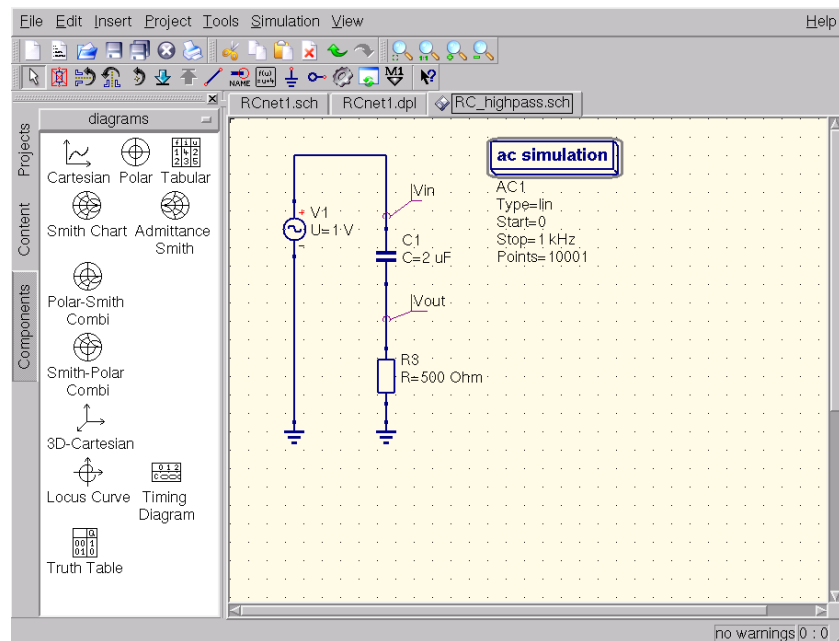 File Edit Insert Project Tools Simulation View Help
NAME
M1
RCnet1.sch RCnet1.dpl RC_highpass.sch
Projects
Content
Components
diagrams
Cartesian Polar Tabular
Smith Chart Admittance
Smith
Polar-Smith
Combi
Smith-Polar
Combi
3D-Cartesian
Locus Curve Timing
Diagram
Truth Table
V1
U=1 V
Vin
C1
C=2 uF
Vout
R3
R=500 Ohm
ac simulation
AC1
Type=lin
Start=0
Stop=1 kHz
Points=10001
no warnings 0 : 0